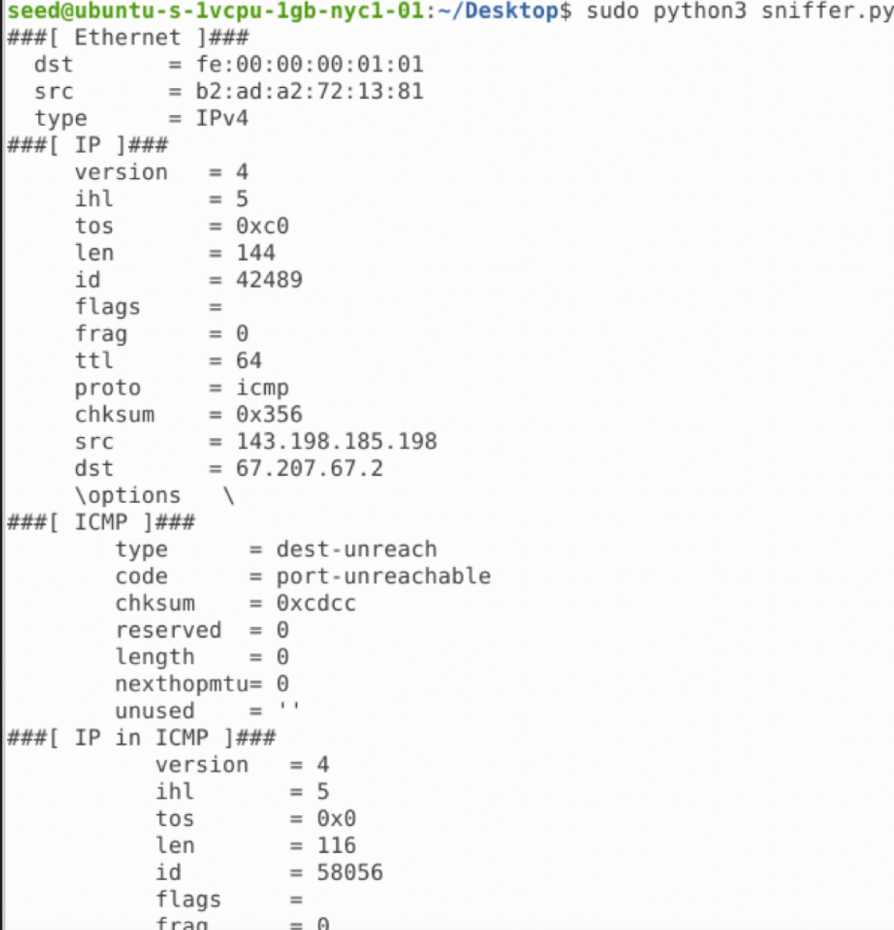 seed@ubuntu-s-1vcpu-1gb-nyc1-01:~/Desktop$ sudo python3 sniffer.py
###[ Ethernet ]###
  dst       = fe:00:00:00:01:01
  src       = b2:ad:a2:72:13:81
  type      = IPv4
###[ IP ]###
     version   = 4
     ihl       = 5
     tos       = 0xc0
     len       = 144
     id        = 42489
     flags     =
     frag      = 0
     ttl       = 64
     proto     = icmp
     chksum    = 0x356
     src       = 143.198.185.198
     dst       = 67.207.67.2
     \options   \
###[ ICMP ]###
        type      = dest-unreach
        code      = port-unreachable
        chksum    = 0xcdcc
        reserved  = 0
        length    = 0
        nexthopmtu= 0
        unused    = ''
###[ IP in ICMP ]###
           version   = 4
           ihl       = 5
           tos       = 0x0
           len       = 116
           id        = 58056
           flags     =
           frag      = 0